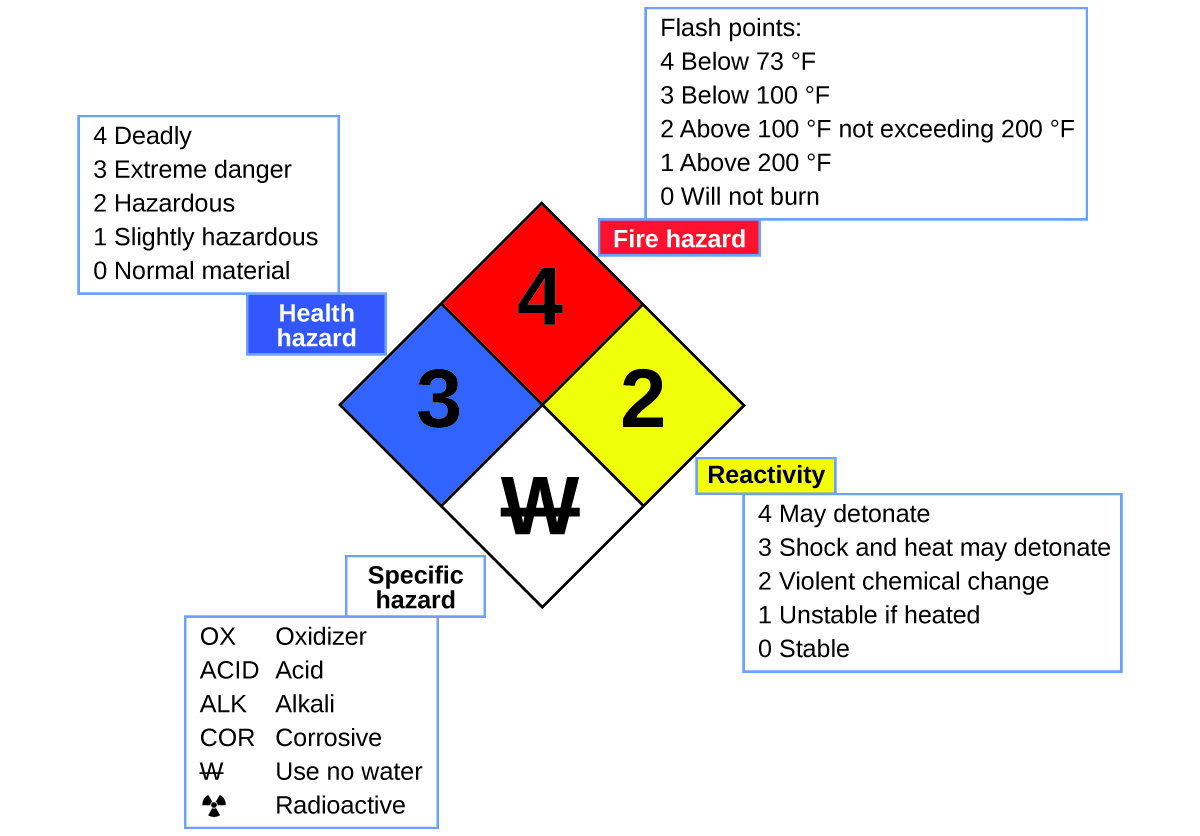 Flash points:
4 Below 73 °F
3 Below 100 °F
2 Above 100 °F not exceeding 200 °F
1 Above 200 °F
0 Will not burn
Fire hazard
4 Deadly
3 Extreme danger
2 Hazardous
1 Slightly hazardous
0 Normal material
Health
hazard
4
3
2
W̶
Reactivity
4 May detonate
3 Shock and heat may detonate
2 Violent chemical change
1 Unstable if heated
0 Stable
Specific
hazard
OX Oxidizer
ACID Acid
ALK Alkali
COR Corrosive
W̶ Use no water
☢ Radioactive